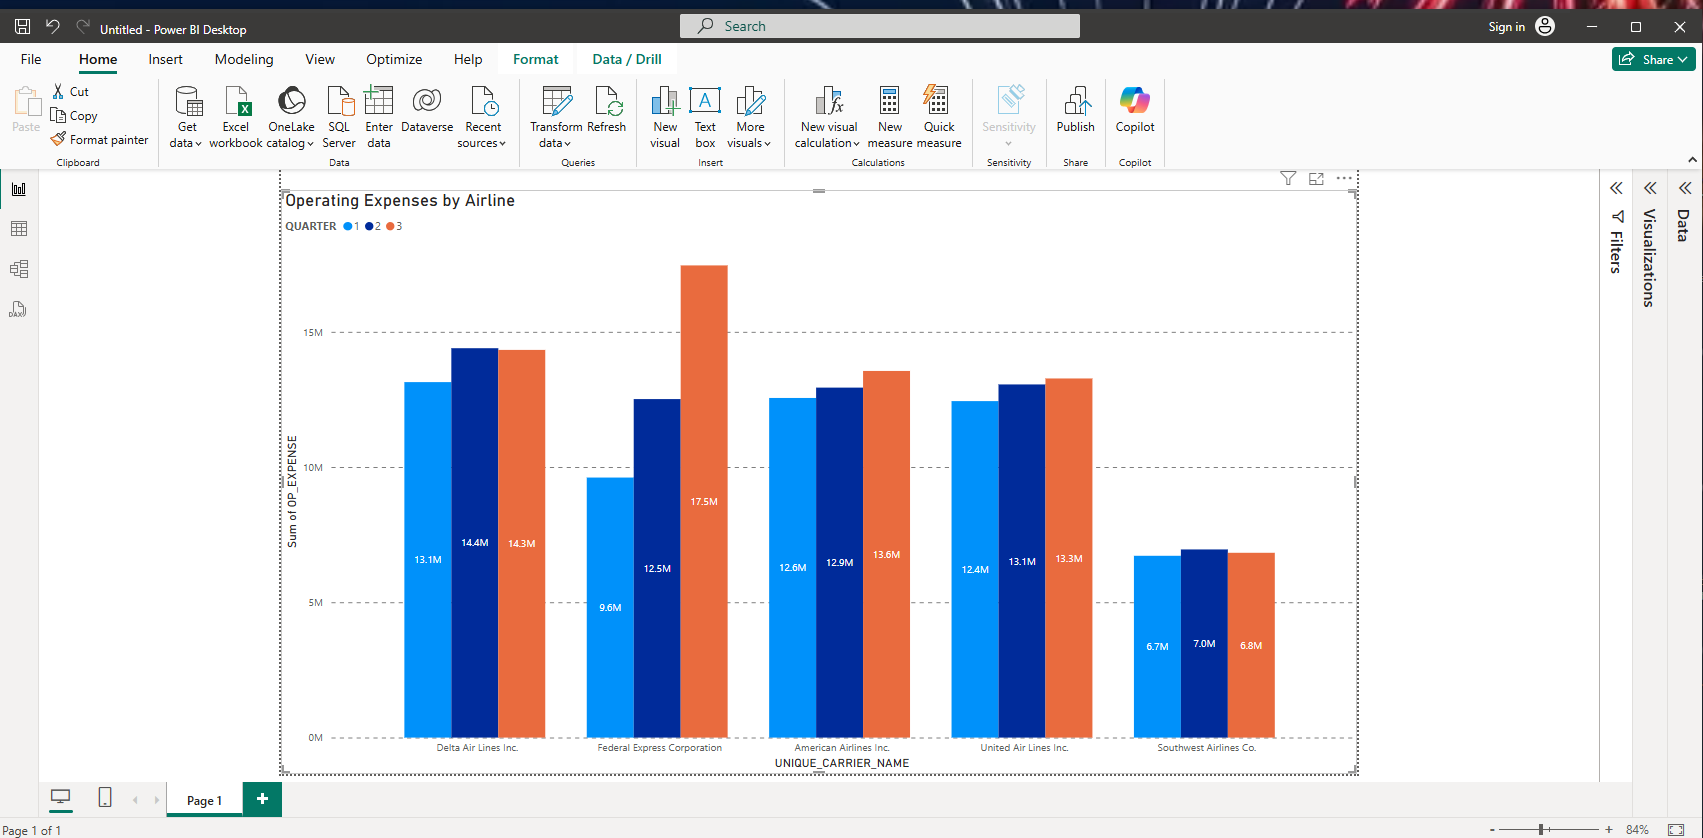 Untitled - Power BI Desktop
Search
Sign in
File
Home
Insert
Modeling
View
Optimize
Help
Format
Data / Drill
Share
Paste
Cut
Copy
Format painter
Clipboard
Get data
Excel workbook
OneLake catalog
SQL Server
Enter data
Dataverse
Recent sources
Data
Transform data
Refresh
Queries
New visual
Text box
More visuals
Insert
New visual calculation
New measure
Quick measure
Calculations
Sensitivity
Sensitivity
Publish
Share
Copilot
Copilot
Operating Expenses by Airline
QUARTER 1 2 3
Sum of OP_EXPENSE
15M
10M
5M
0M
13.1M
14.4M
14.3M
9.6M
12.5M
17.5M
12.6M
12.9M
13.6M
12.4M
13.1M
13.3M
6.7M
7.0M
6.8M
Delta Air Lines Inc.
Federal Express Corporation
American Airlines Inc.
United Air Lines Inc.
Southwest Airlines Co.
UNIQUE_CARRIER_NAME
Filters
Visualizations
Data
DAX
Page 1
+
Page 1 of 1
- + 84%